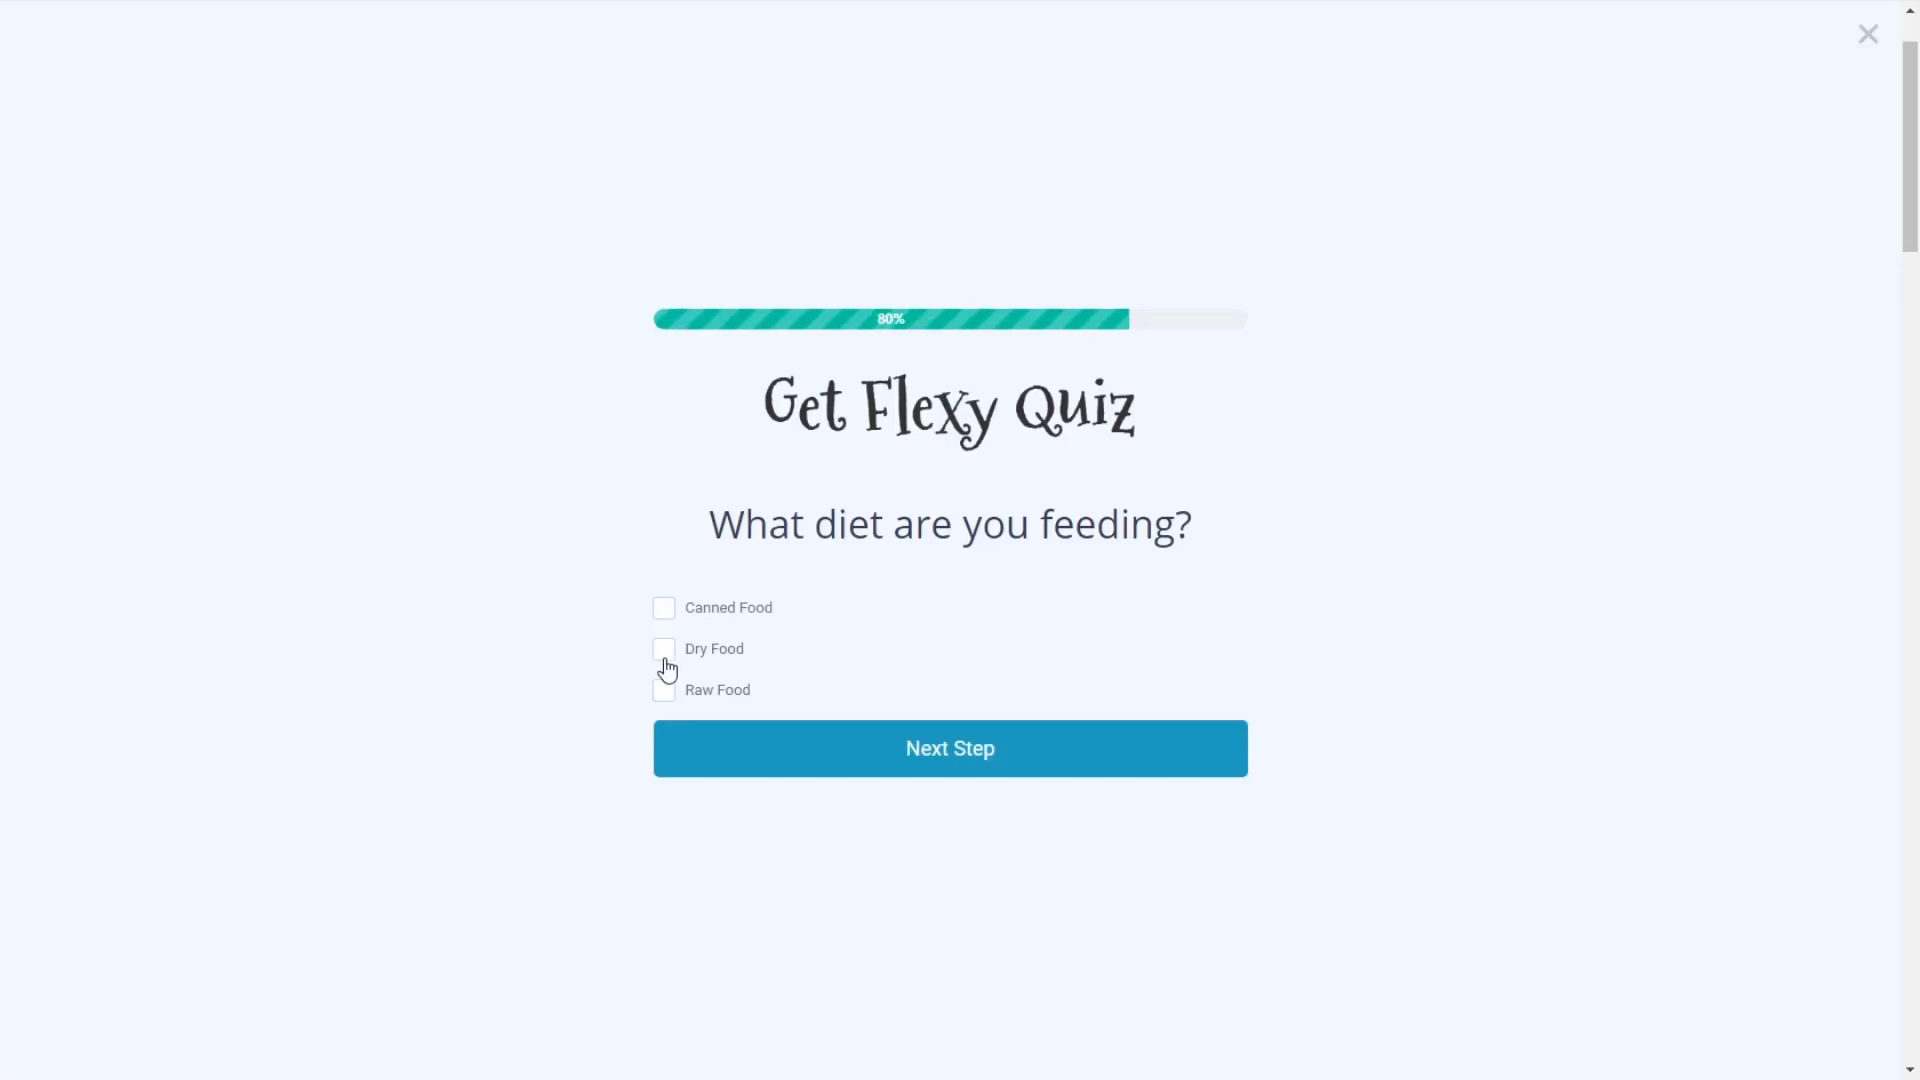 80%
Get Flexy Quiz
What diet are you feeding?
Canned Food
Dry Food
Raw Food
Next Step